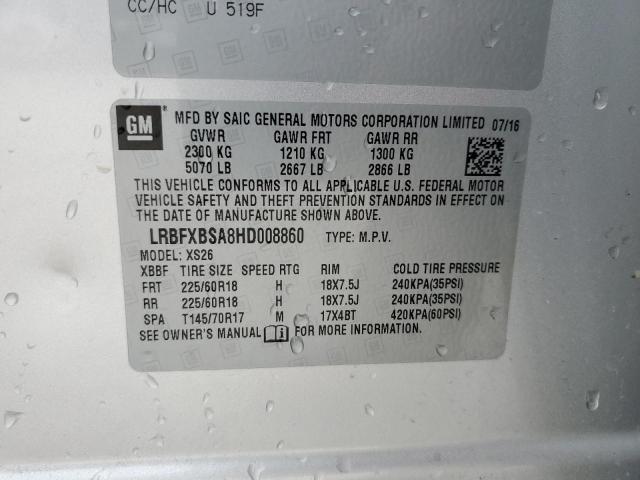 CC/HC U 519F
GM
MFD BY SAIC GENERAL MOTORS CORPORATION LIMITED 07/16
GVWR GAWR FRT GAWR RR
2300 KG 1210 KG 1300 KG
5070 LB 2667 LB 2866 LB
THIS VEHICLE CONFORMS TO ALL APPLICABLE U.S. FEDERAL MOTOR
VEHICLE SAFETY AND THEFT PREVENTION STANDARDS IN EFFECT ON
THE DATE OF MANUFACTURE SHOWN ABOVE.
LRBFXBSA8HD008860 TYPE: M.P.V.
MODEL: XS26
XBBF TIRE SIZE SPEED RTG RIM COLD TIRE PRESSURE
FRT 225/60R18 H 18X7.5J 240KPA(35PSI)
RR 225/60R18 H 18X7.5J 240KPA(35PSI)
SPA T145/70R17 M 17X4BT 420KPA(60PSI)
SEE OWNER'S MANUAL i FOR MORE INFORMATION.